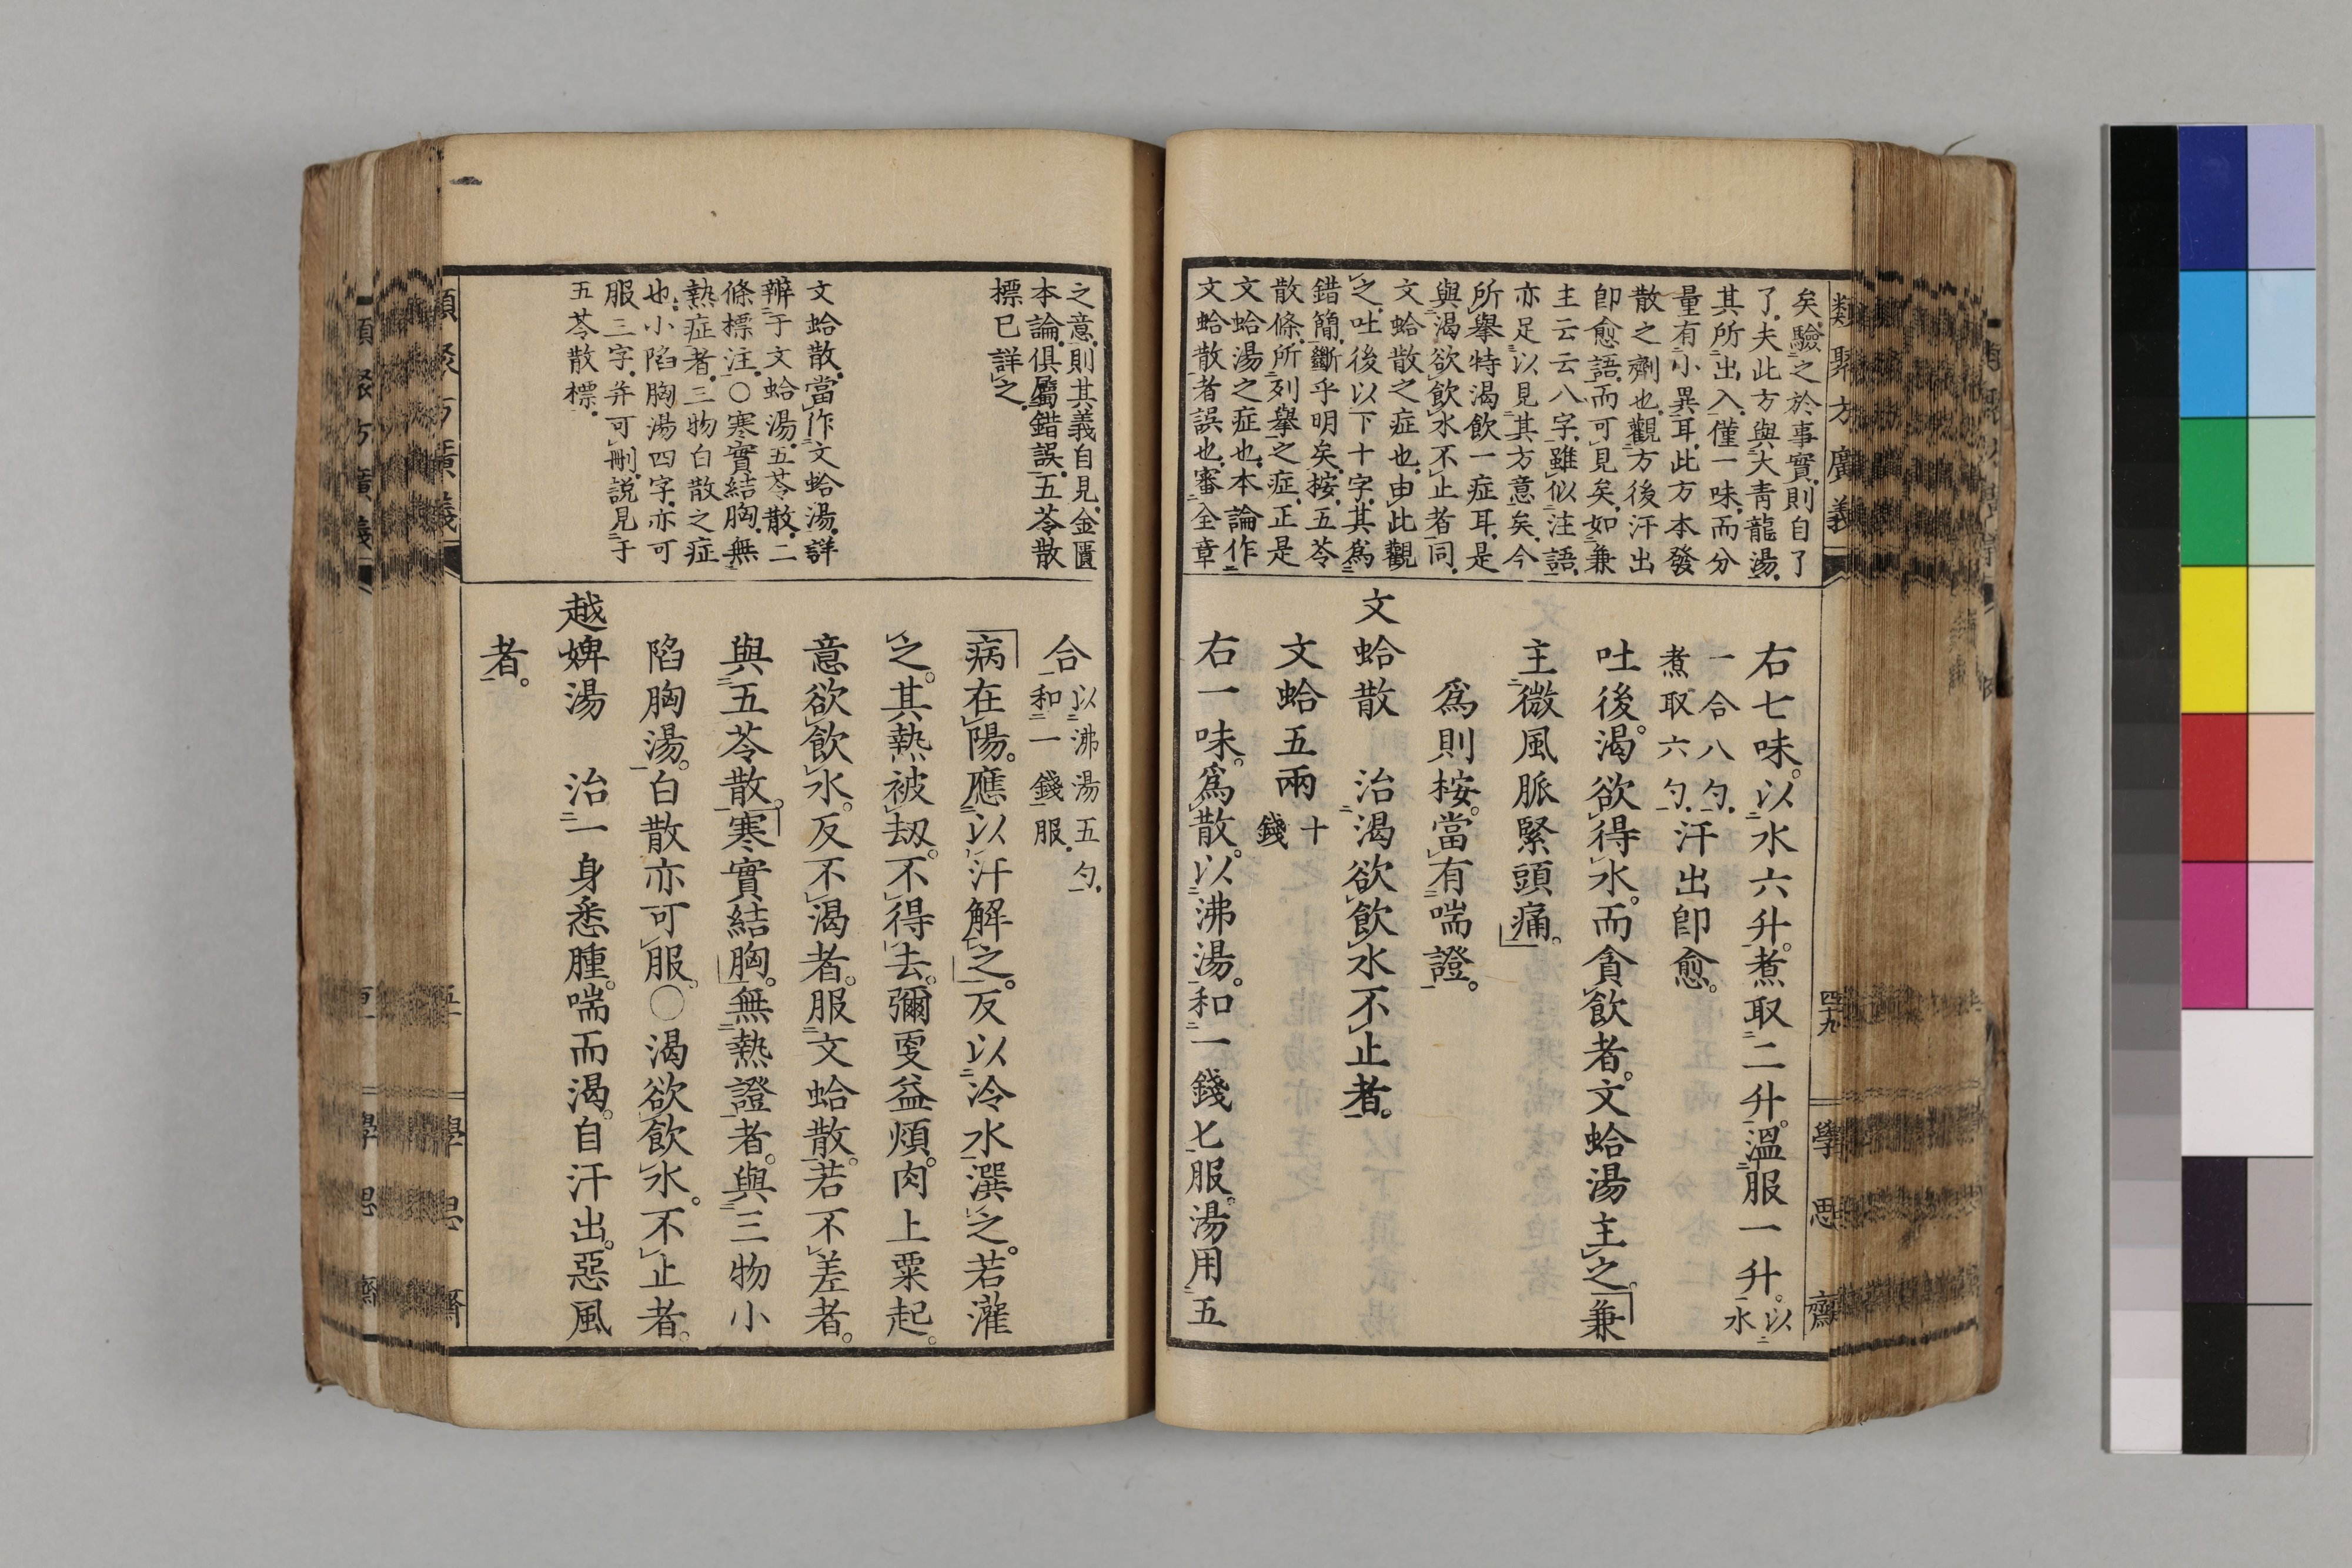 類聚方廣義
四十九
學思齋
矣驗之於事實則自了
了夫此方與大青龍湯
其所出入僅一味而分
量有小異耳此方本發
散之劑也觀方後汗出
卽愈語而可見矣如兼
主云云八字雖似注語
亦足以見其方意矣今
所擧特渴飮一症耳是
與渴欲飮水不止者同
文蛤散之症也由此觀
之吐後以下十字其爲
錯簡斷乎明矣按五苓
散條所列擧之症正是
文蛤湯之症也本論作
文蛤散者誤也審全章
右七味。以水六升。煮取二升。溫服一升。以水
一合八勺
煮取六勺汗出卽愈。
吐後。渴欲得水。而貪飮者。文蛤湯主之。兼
主微風脈緊頭痛。
爲則按。當有喘證。
文蛤散　治渴欲飮水不止者。
文蛤五兩十錢
右一味。爲散。以沸湯。和一錢匕服。湯用五
之意則其義自見金匱
本論俱屬錯誤五苓散
標已詳之
文蛤散當作文蛤湯詳
辨于文蛤湯五苓散二
條標注○寒實結胸無
熱症者三物白散之症
也小陷胸湯四字亦可
服三字幷可刪說見于
五苓散標
合以沸湯五勺
和一錢服
病在陽。應以汗解之。反以冷水潠之。若灌
之。其熱被劫。不得去。彌更益煩。肉上粟起。
意欲飮水。反不渴者。服文蛤散。若不差者。
與五苓散。寒實結胸。無熱證者。與三物小
陷胸湯。白散亦可服。○渴欲飮水。不止者。
越婢湯　治一身悉腫。喘而渴。自汗出。惡風
者。
類聚方廣義
學思齋